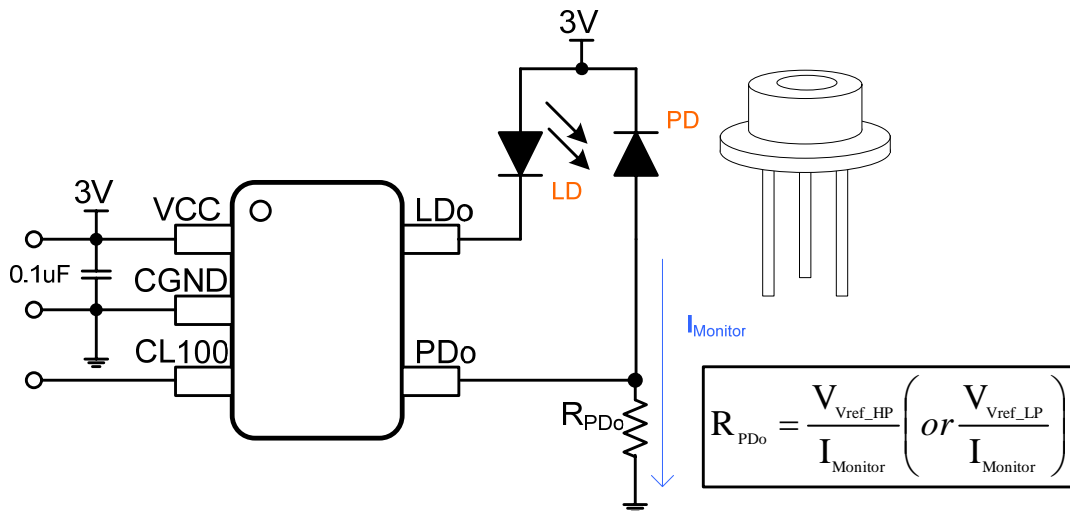 3V
PD
LD
3V
VCC
LDo
0.1uF
CGND
CL100
PDo
I_Monitor
R_PDo
R_PDo = V_Vref_HP / I_Monitor ( or V_Vref_LP / I_Monitor )